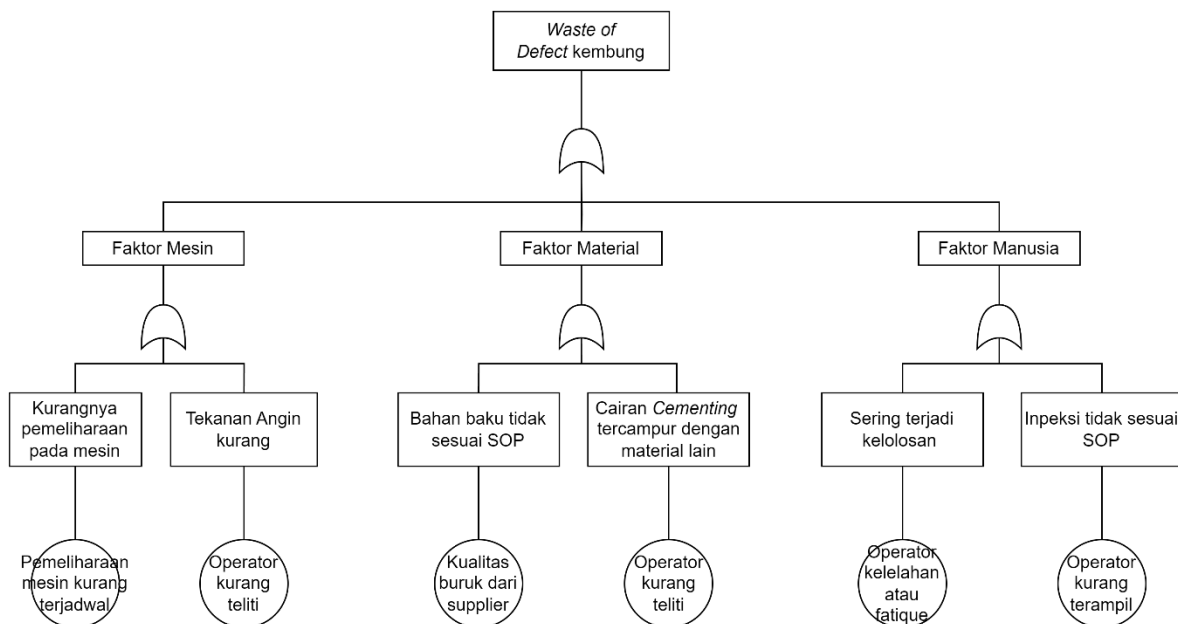 Waste of
Defect kembung
Faktor Mesin
Faktor Material
Faktor Manusia
Kurangnya
pemeliharaan
pada mesin
Tekanan Angin
kurang
Bahan baku tidak
sesuai SOP
Cairan Cementing
tercampur dengan
material lain
Sering terjadi
kelolosan
Inpeksi tidak sesuai
SOP
Pemeliharaan
mesin kurang
terjadwal
Operator
kurang
teliti
Kualitas
buruk dari
supplier
Operator
kurang
teliti
Operator
kelelahan
atau
fatique
Operator
kurang
terampil